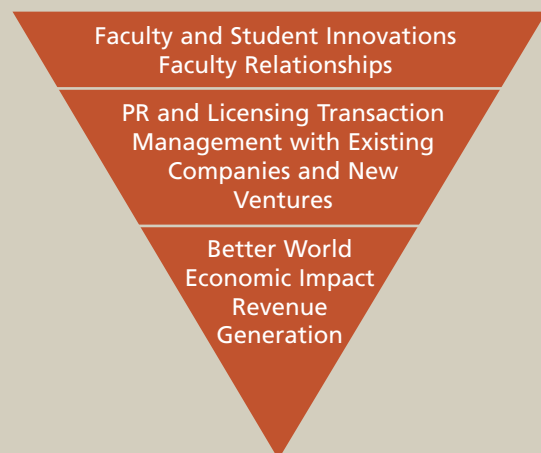 Faculty and Student Innovations
Faculty Relationships
PR and Licensing Transaction
Management with Existing
Companies and New
Ventures
Better World
Economic Impact
Revenue
Generation